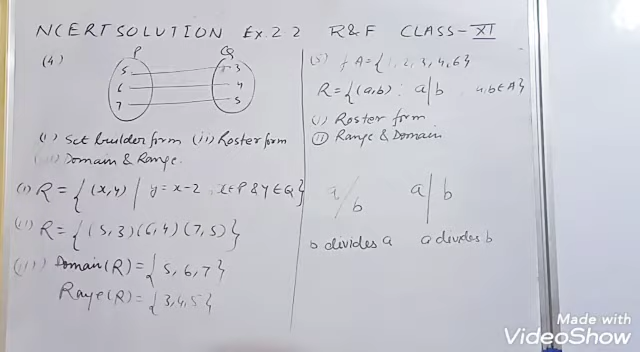 NCERT SOLUTION Ex. 2.2 R&F CLASS-XI
(4) P Q
5 3
6 4
7 5
(i) Set builder form (ii) Roster form
(iii) Domain & Range.
(i) R = { (x,y) / y = x-2 x∈P & y∈Q }
(ii) R = { (5,3) (6,4) (7,5) }
(iii) Domain(R) = { 5, 6, 7 }
Range(R) = { 3, 4, 5 }
(5) A = { 1, 2, 3, 4, 6 }
R = { (a,b) : a|b , a,b∈A }
(i) Roster form
(ii) Range & Domain.
a/b a|b
b divides a a divides b
Made with
VideoShow